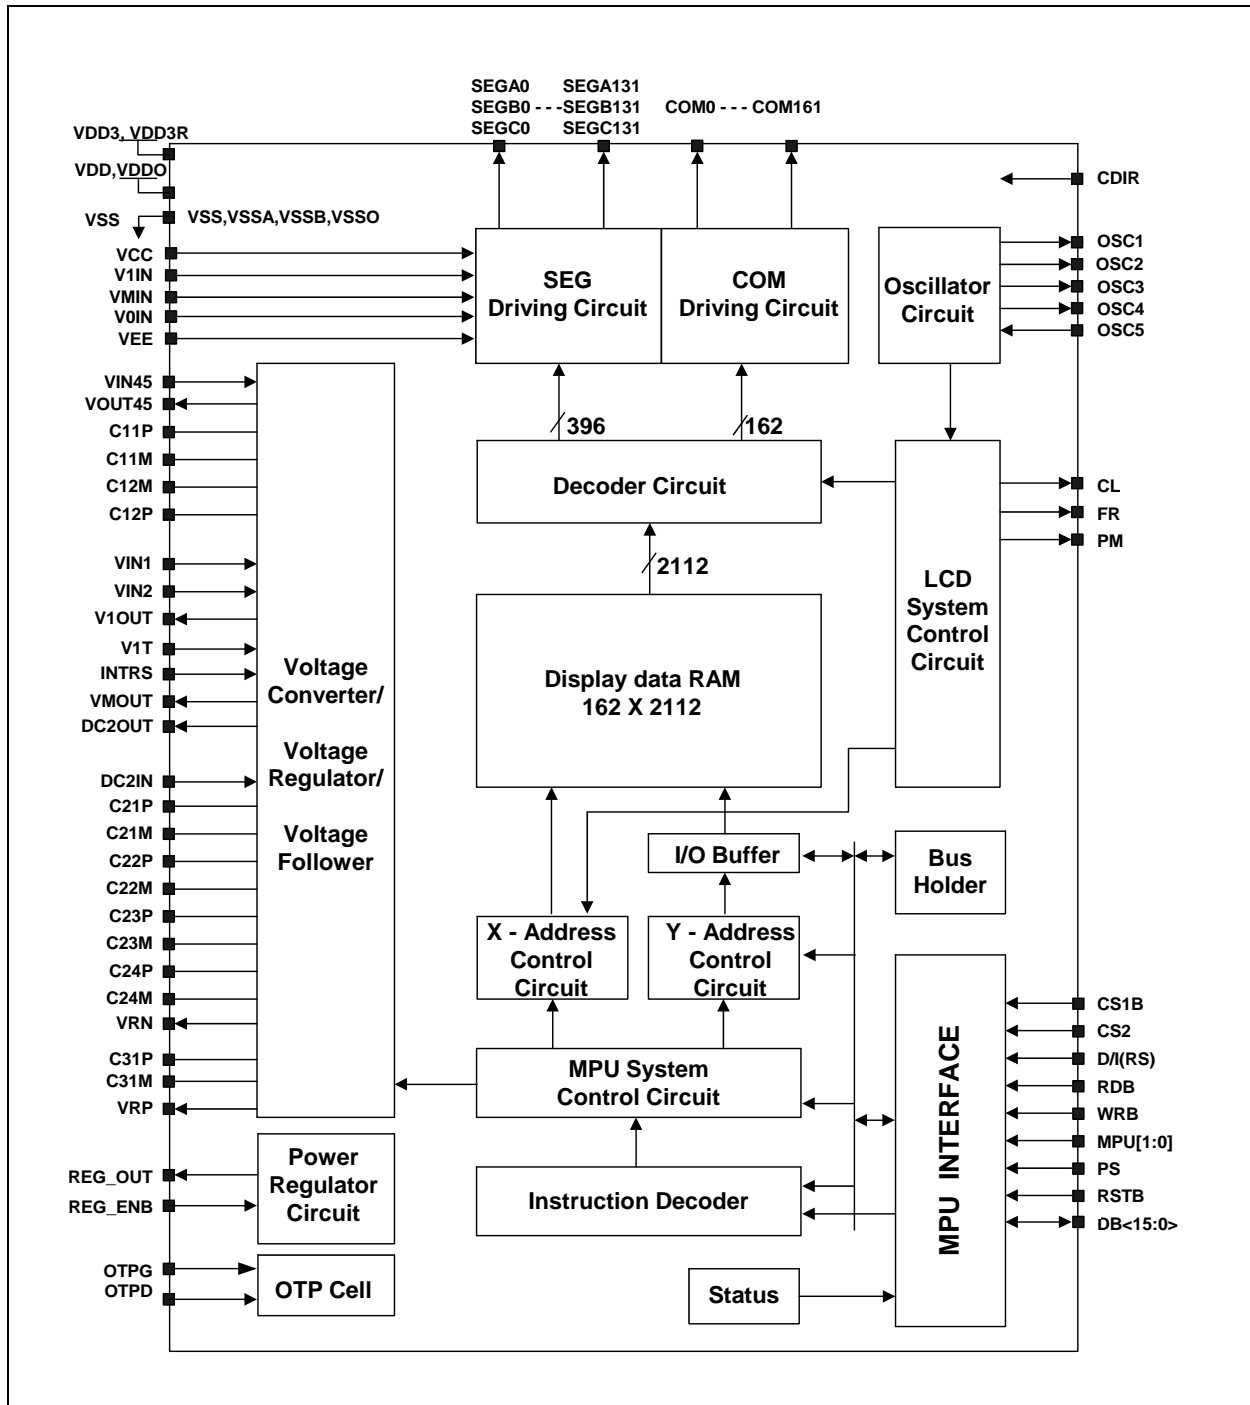 SEGA0 SEGA131
SEGB0 - - - SEGB131 COM0 - - - COM161
SEGC0 SEGC131
VDD3, VDD3R
VDD,VDDO
VSS VSS,VSSA,VSSB,VSSO
VCC
V1IN
VMIN
V0IN
VEE
SEG
Driving Circuit
COM
Driving Circuit
Oscillator
Circuit
CDIR
OSC1
OSC2
OSC3
OSC4
OSC5
396
162
VIN45
VOUT45
C11P
C11M
C12M
C12P
VIN1
VIN2
V1OUT
V1T
INTRS
VMOUT
DC2OUT
DC2IN
C21P
C21M
C22P
C22M
C23P
C23M
C24P
C24M
VRN
C31P
C31M
VRP
Voltage
Converter/
Voltage
Regulator/
Voltage
Follower
Decoder Circuit
2112
Display data RAM
162 X 2112
LCD
System
Control
Circuit
CL
FR
PM
I/O Buffer
Bus
Holder
X - Address
Control
Circuit
Y - Address
Control
Circuit
MPU System
Control Circuit
Instruction Decoder
Status
MPU INTERFACE
CS1B
CS2
D/I(RS)
RDB
WRB
MPU[1:0]
PS
RSTB
DB<15:0>
REG_OUT
REG_ENB
Power
Regulator
Circuit
OTPG
OTPD
OTP Cell